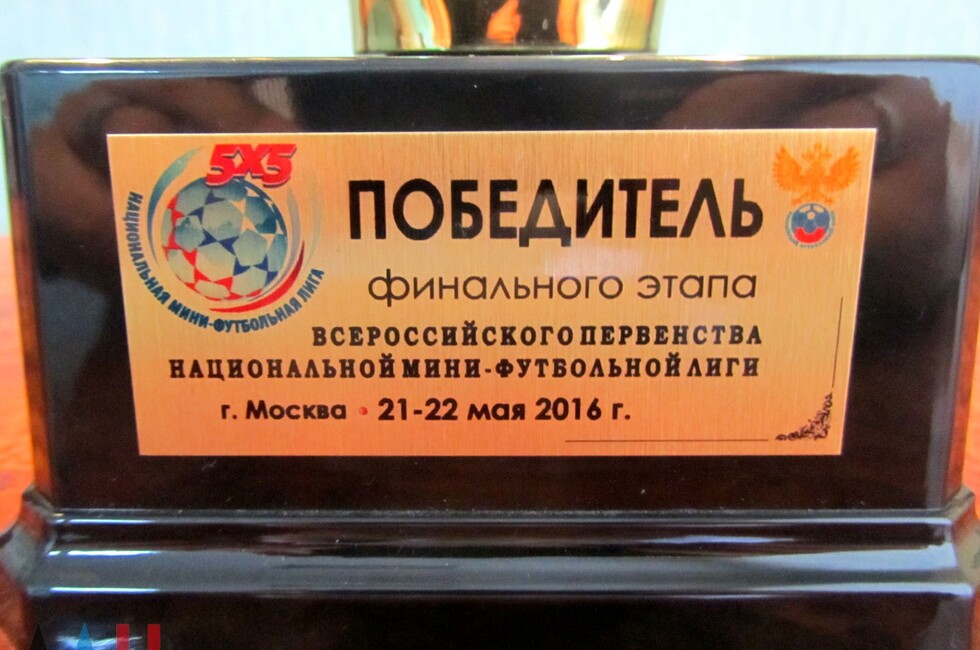 5X5
НАЦИОНАЛЬНАЯ МИНИ-ФУТБОЛЬНАЯ ЛИГА
ПОБЕДИТЕЛЬ
финального этапа
ВСЕРОССИЙСКОГО ПЕРВЕНСТВА
НАЦИОНАЛЬНОЙ МИНИ-ФУТБОЛЬНОЙ ЛИГИ
г. Москва • 21-22 мая 2016 г.